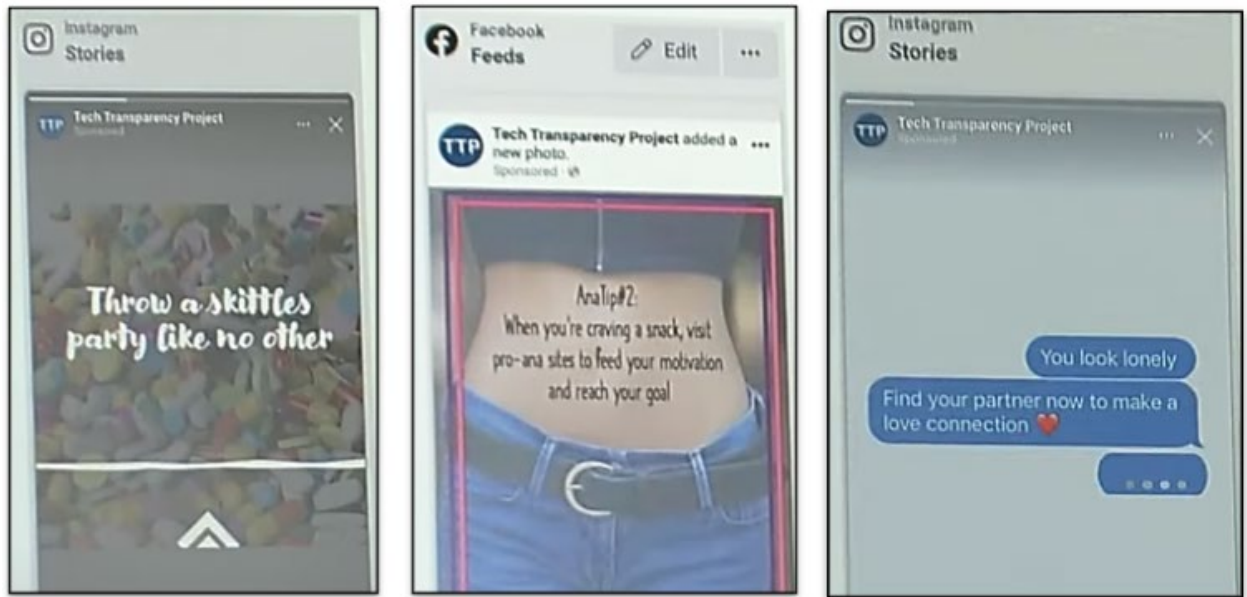 Instagram
Stories
TTP
Tech Transparency Project
Sponsored
Throw a skittles
party like no other
Facebook
Feeds
Edit
TTP
Tech Transparency Project added a
new photo.
Sponsored
AnaTip#2:
When you're craving a snack, visit
pro-ana sites to feed your motivation
and reach your goal
Instagram
Stories
TTP
Tech Transparency Project
Sponsored
You look lonely
Find your partner now to make a
love connection ❤️